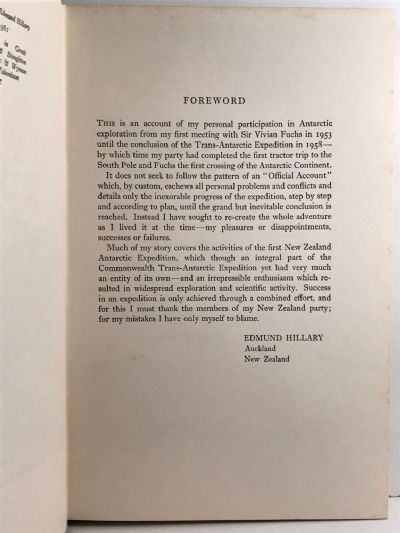 Edmund Hillary
1961
in Great
Stoughton
& Wyman
Fakenham
FOREWORD
THIS is an account of my personal participation in Antarctic
exploration from my first meeting with Sir Vivian Fuchs in 1953
until the conclusion of the Trans-Antarctic Expedition in 1958—
by which time my party had completed the first tractor trip to the
South Pole and Fuchs the first crossing of the Antarctic Continent.
It does not seek to follow the pattern of an "Official Account"
which, by custom, eschews all personal problems and conflicts and
details only the inexorable progress of the expedition, step by step
and according to plan, until the grand but inevitable conclusion is
reached. Instead I have sought to re-create the whole adventure
as I lived it at the time—my pleasures or disappointments,
successes or failures.
Much of my story covers the activities of the first New Zealand
Antarctic Expedition, which though an integral part of the
Commonwealth Trans-Antarctic Expedition yet had very much
an entity of its own—and an irrepressible enthusiasm which re-
sulted in widespread exploration and scientific activity. Success
in an expedition is only achieved through a combined effort, and
for this I must thank the members of my New Zealand party;
for my mistakes I have only myself to blame.
EDMUND HILLARY
Auckland
New Zealand